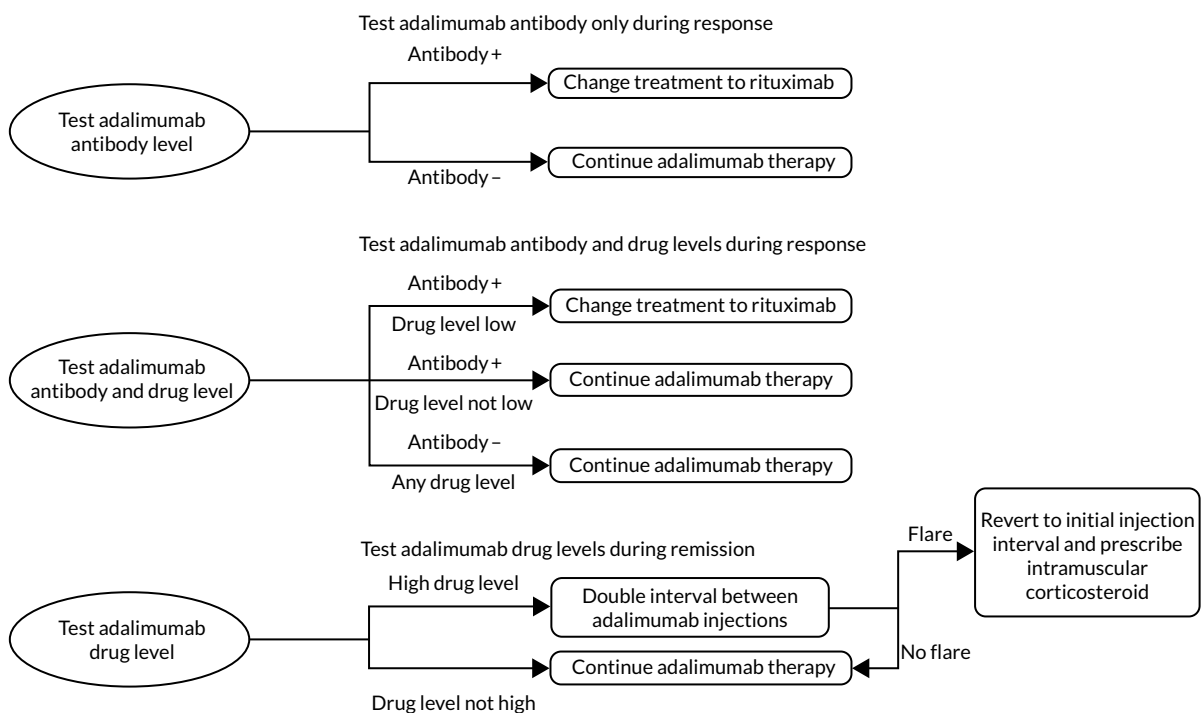 Test adalimumab antibody only during response
Antibody +
Change treatment to rituximab
Test adalimumab
antibody level
Continue adalimumab therapy
Antibody –
Test adalimumab antibody and drug levels during response
Antibody +
Change treatment to rituximab
Drug level low
Test adalimumab
antibody and drug level
Antibody +
Continue adalimumab therapy
Drug level not low
Antibody –
Continue adalimumab therapy
Any drug level
Test adalimumab drug levels during remission
High drug level
Test adalimumab
drug level
Double interval between
adalimumab injections
Flare
Revert to initial injection
interval and prescribe
intramuscular
corticosteroid
No flare
Continue adalimumab therapy
Drug level not high